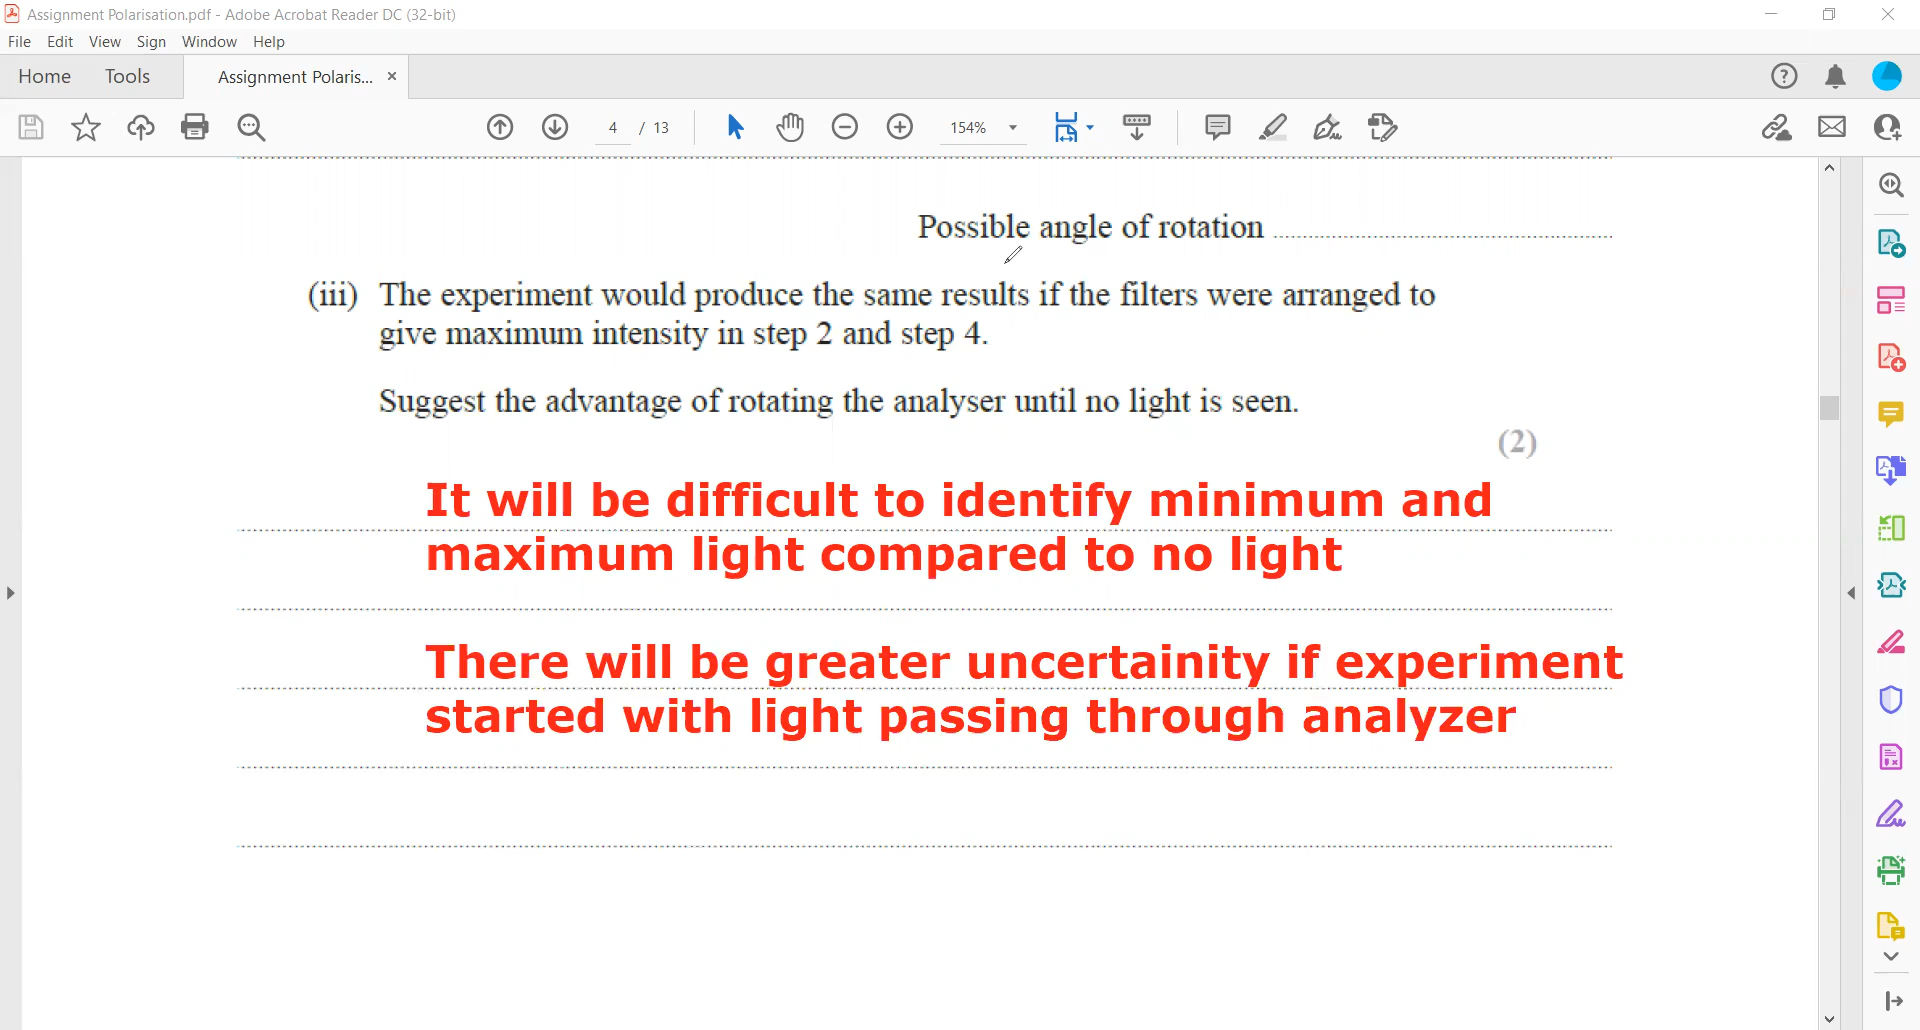 Assignment Polarisation.pdf - Adobe Acrobat Reader DC (32-bit)
File Edit View Sign Window Help
Home Tools Assignment Polaris... ×
4 / 13 154%
Possible angle of rotation
(iii) The experiment would produce the same results if the filters were arranged to
give maximum intensity in step 2 and step 4.
Suggest the advantage of rotating the analyser until no light is seen.
(2)
It will be difficult to identify minimum and
maximum light compared to no light
There will be greater uncertainity if experiment
started with light passing through analyzer